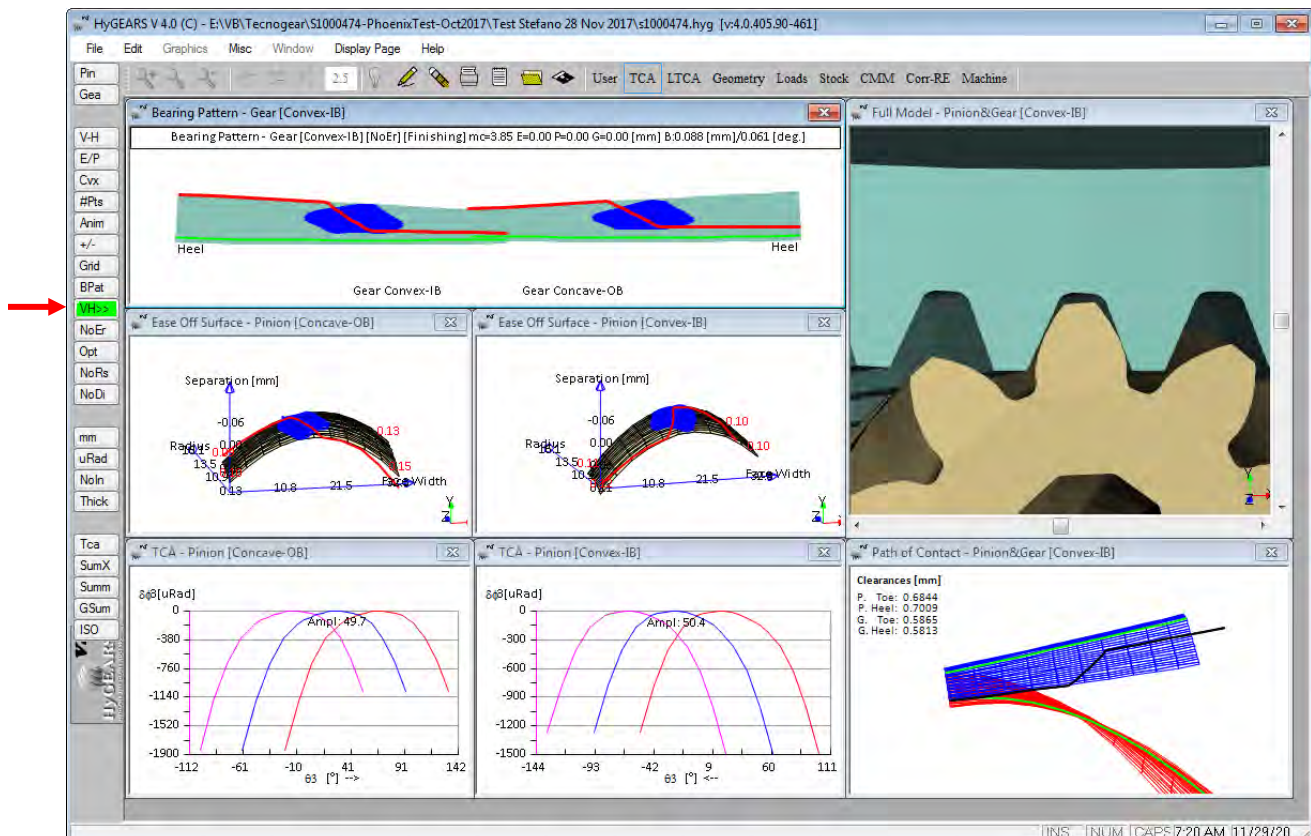 HyGEARS V 4.0 (C) - E:\VB\Tecnogear\S1000474-PhoenixTest-Oct2017\Test Stefano 28 Nov 2017\s1000474.hyg [v:4.0.405.90-461]
File Edit Graphics Misc Window Display Page Help
2.5 User TCA LTCA Geometry Loads Stock CMM Corr-RE Machine
Pin
Gea
V-H
E/P
Cvx
#Pts
Anim
+/-
Grid
BPat
VH>>
NoEr
Opt
NoRs
NoDi
mm
uRad
NoIn
Thick
Tca
SumX
Summ
GSum
ISO
HyGEARS
Bearing Pattern - Gear [Convex-IB]
Bearing Pattern - Gear [Convex-IB] [NoEr] [Finishing] mc=3.85 E=0.00 P=0.00 G=0.00 [mm] B:0.088 [mm]/0.061 [deg.]
Heel Heel
Gear Convex-IB Gear Concave-OB
Full Model - Pinion&Gear [Convex-IB]
Y
Z
Ease Off Surface - Pinion [Concave-OB]
Separation [mm]
-0.06
0.13
Radius
13.5
0.15
Face Width
0.13 10.8 21.5
Y
Z
Ease Off Surface - Pinion [Convex-IB]
Separation [mm]
-0.06
0.10
Radius 0.00
0.10
13.5
10.8 21.5
Y
Z
TCA - Pinion [Concave-OB]
δϕ3[uRad]
0
Ampl: 49.7
-380
-760
-1140
-1520
-1900
-112 -61 -10 41 91 142
θ3 [°] -->
TCA - Pinion [Convex-IB]
δϕ3[uRad]
0
Ampl: 50.4
-300
-600
-900
-1200
-1500
-144 -93 -42 9 60 111
θ3 [°] <--
Path of Contact - Pinion&Gear [Convex-IB]
Clearances [mm]
P. Toe: 0.6844
P. Heel: 0.7009
G. Toe: 0.5865
G. Heel: 0.5813
INS NUM CAPS 7:20 AM 11/29/20